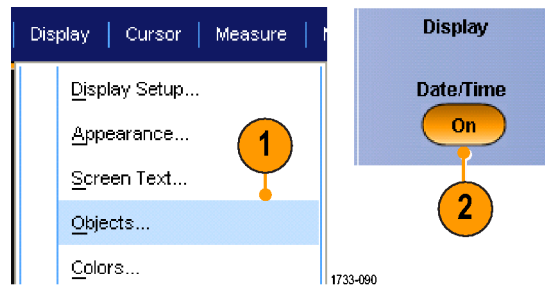 Display Cursor Measure
Display Setup...
Appearance...
Screen Text...
Objects...
Colors...
1
Display
Date/Time
On
2
1733-090